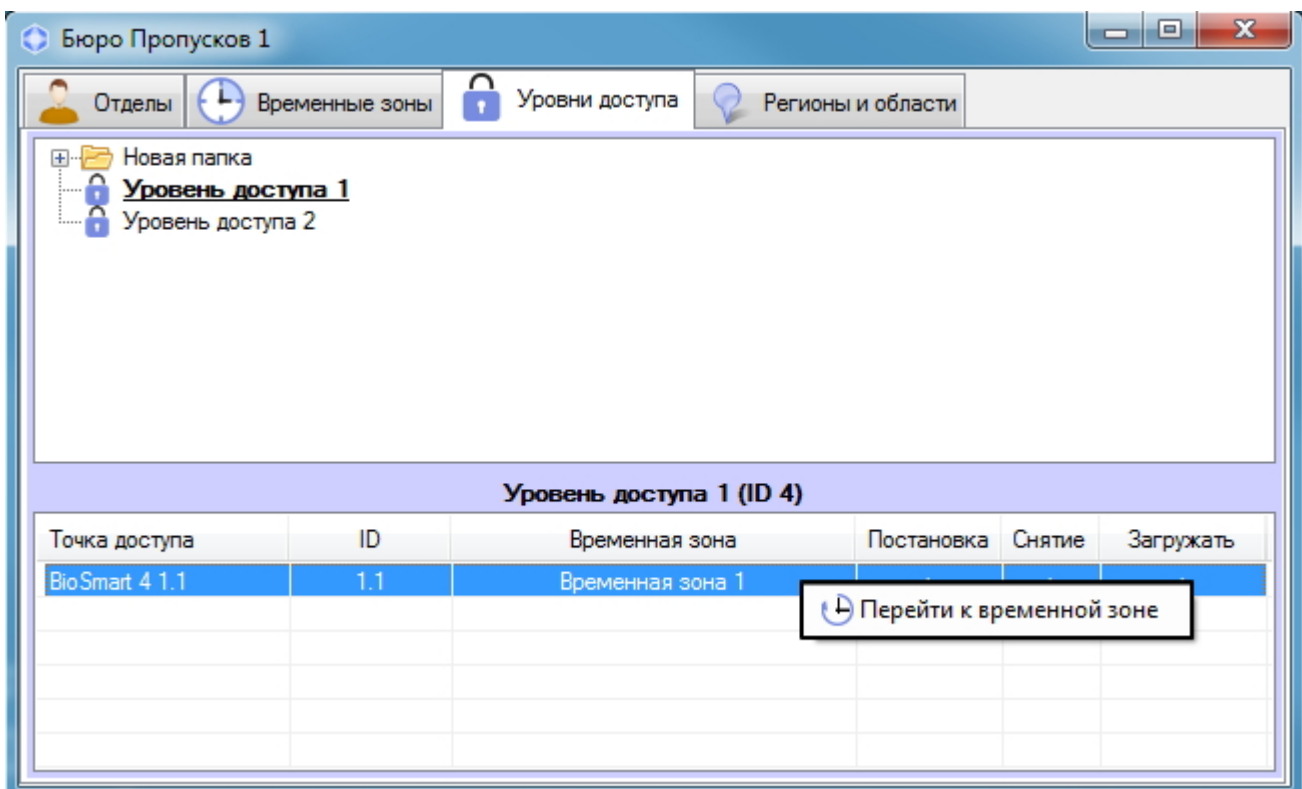 Бюро Пропусков 1
Отделы Временные зоны Уровни доступа Регионы и области
Новая папка
Уровень доступа 1
Уровень доступа 2
Уровень доступа 1 (ID 4)
Точка доступа ID Временная зона Постановка Снятие Загружать
BioSmart 4 1.1 1.1 Временная зона 1
Перейти к временной зоне